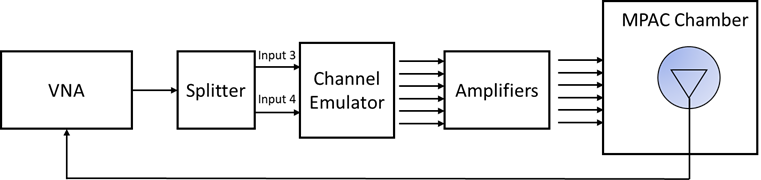 MPAC Chamber
VNA
Splitter
Input 3
Input 4
Channel
Emulator
Amplifiers